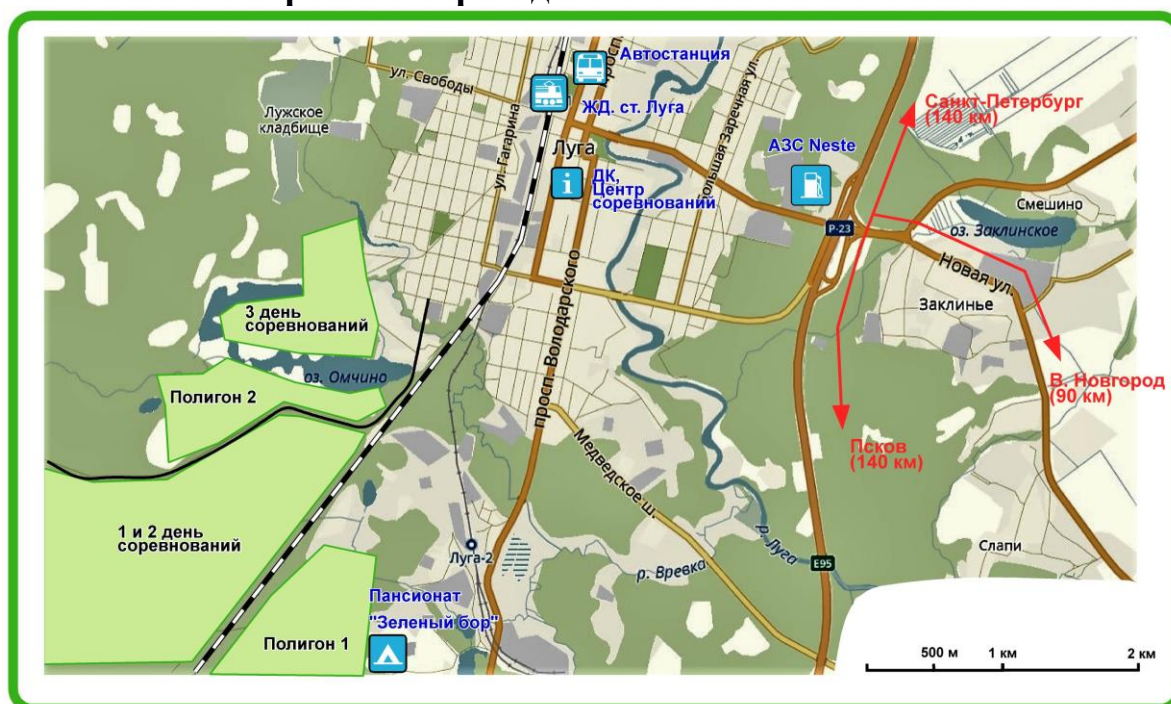 Автостанция
ул. Свободы
ул. Гагарина
ЖД. ст. Луга
Большая Заречная ул.
Санкт-Петербург
(140 км)
Лужское
кладбище
Луга
АЗС Neste
ДК,
Центр
соревнований
Смешино
оз. Заклинское
Р-23
Новая ул.
Заклинье
3 день
соревнований
просп. Володарского
оз. Омчино
Полигон 2
В. Новгород
(90 км)
Псков
(140 км)
Медведское ш.
1 и 2 день
соревнований
Луга-2
р. Луга
р. Вревка
E95
Слапи
Пансионат
"Зеленый бор"
Полигон 1
500 м 1 км 2 км